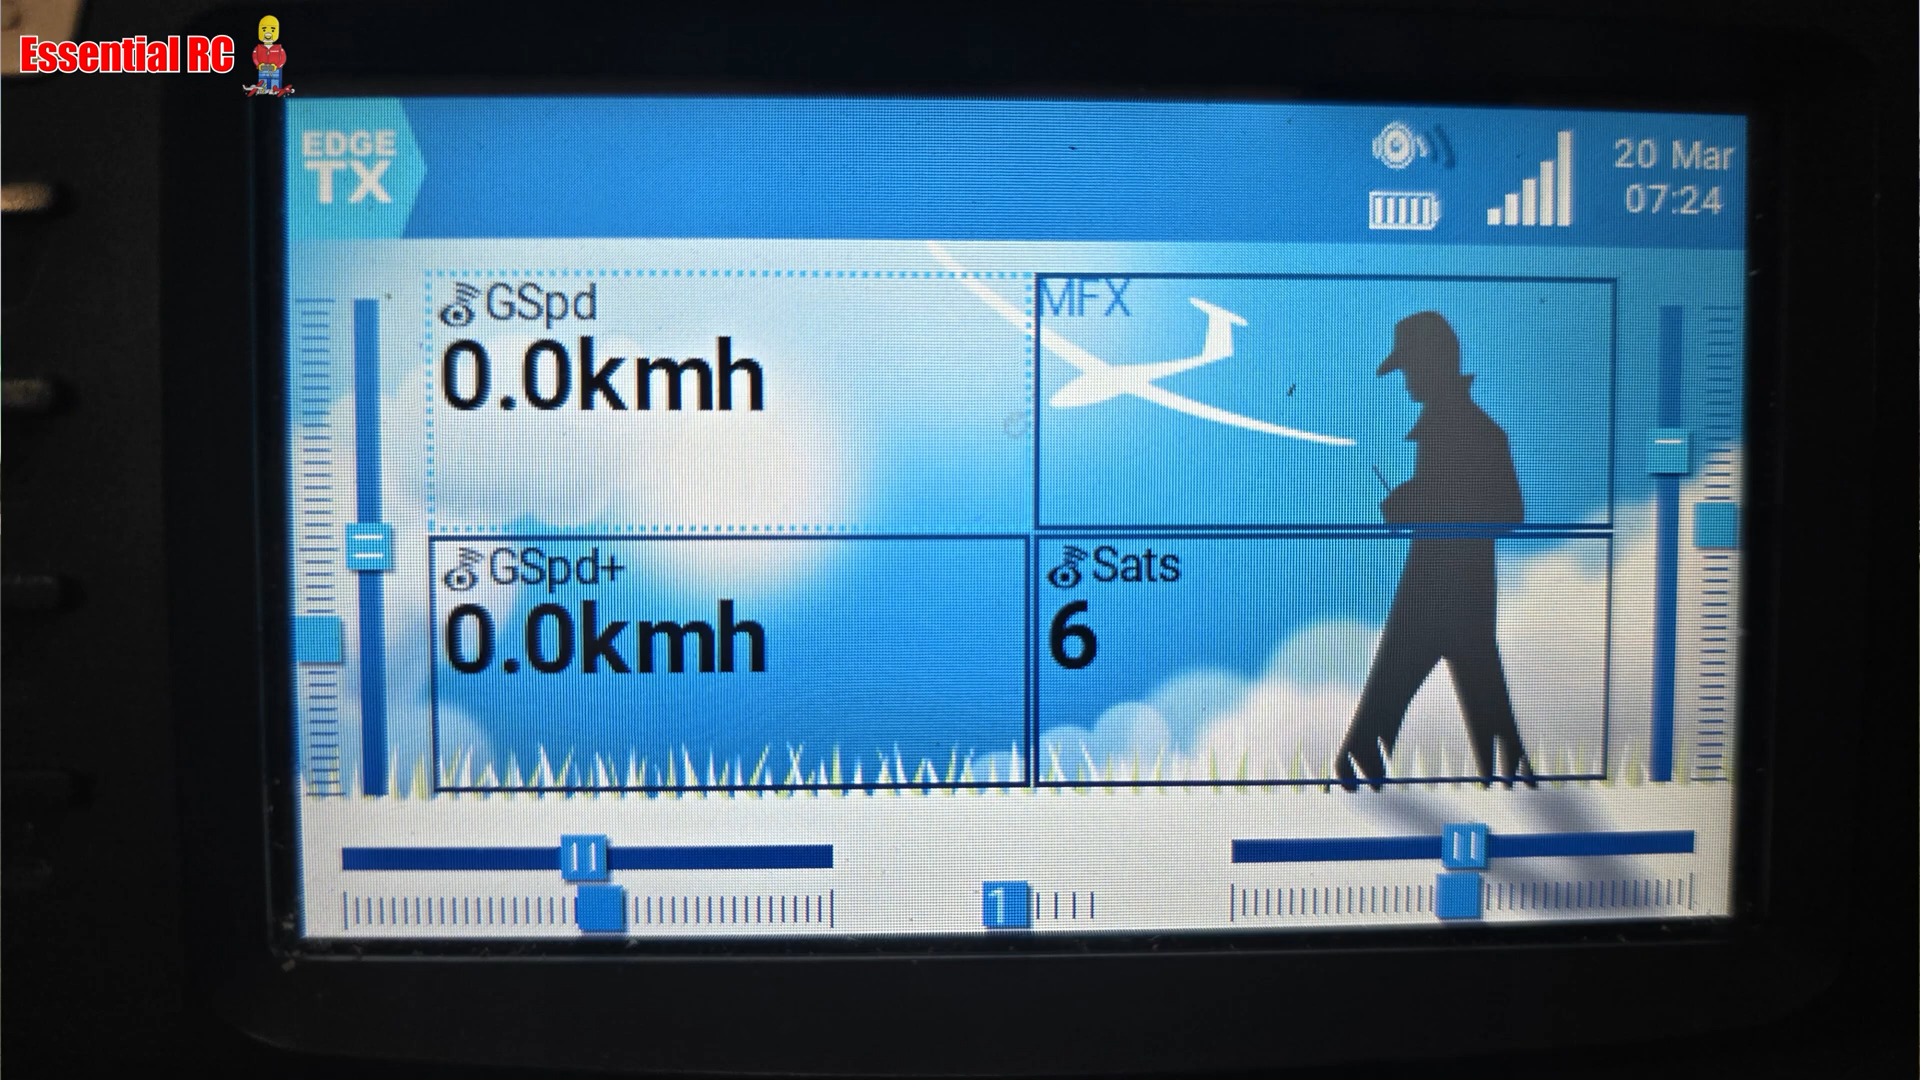 Essential RC
EDGE
TX
20 Mar
07:24
GSpd
0.0kmh
MFX
GSpd+
0.0kmh
Sats
6
1